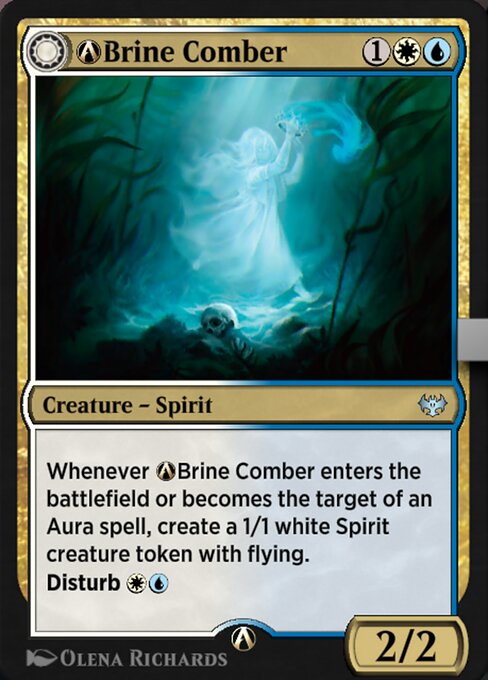 Brine Comber 1
Creature – Spirit
Whenever Brine Comber enters the
battlefield or becomes the target of an
Aura spell, create a 1/1 white Spirit
creature token with flying.
Disturb
2/2
Olena Richards